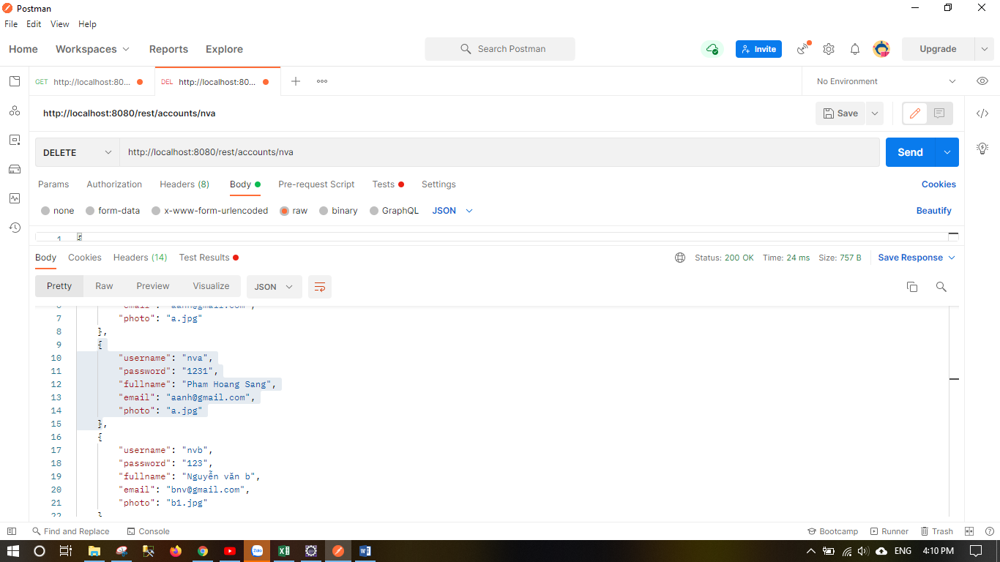 Postman
File Edit View Help
Home Workspaces Reports Explore Search Postman Invite Upgrade
GET http://localhost:80... DEL http://localhost:80... No Environment
http://localhost:8080/rest/accounts/nva Save
DELETE http://localhost:8080/rest/accounts/nva Send
Params Authorization Headers (8) Body Pre-request Script Tests Settings Cookies
none form-data x-www-form-urlencoded raw binary GraphQL JSON Beautify
1
Body Cookies Headers (14) Test Results Status: 200 OK Time: 24 ms Size: 757 B Save Response
Pretty Raw Preview Visualize JSON
6 "email": "aanh@gmail.com",
7 "photo": "a.jpg"
8 },
9 {
10 "username": "nva",
11 "password": "1231",
12 "fullname": "Pham Hoang Sang",
13 "email": "aanh@gmail.com",
14 "photo": "a.jpg"
15 },
16 {
17 "username": "nvb",
18 "password": "123",
19 "fullname": "Nguyễn văn b",
20 "email": "bnv@gmail.com",
21 "photo": "b1.jpg"
22 }
Find and Replace Console Bootcamp Runner Trash
Zalo ENG 4:10 PM